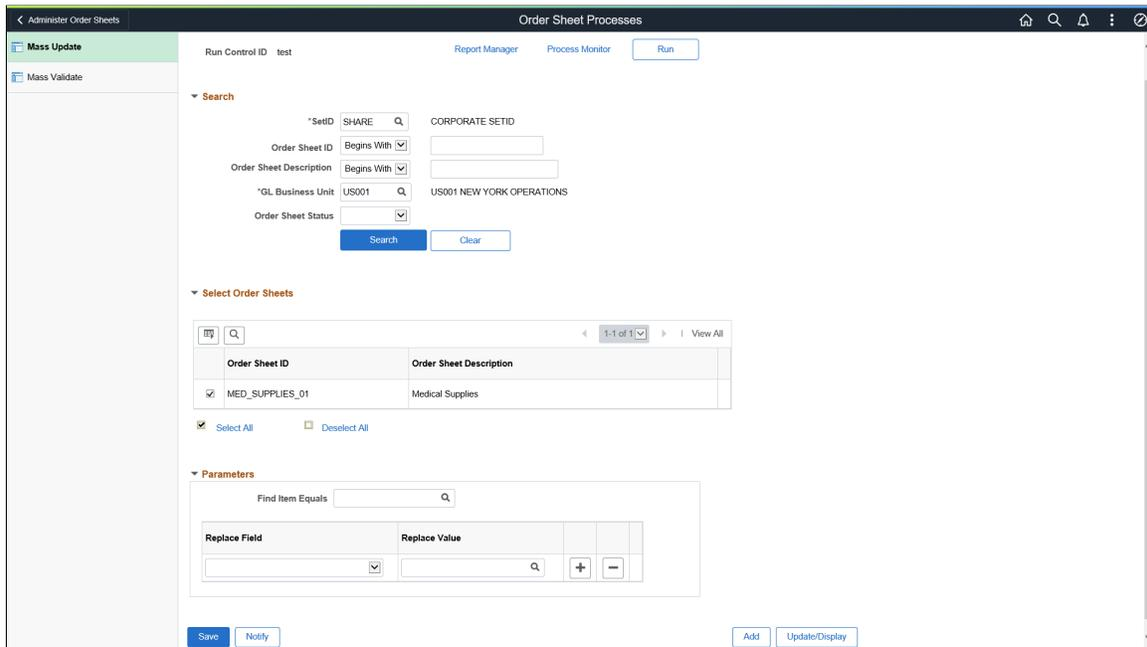 Administer Order Sheets
Order Sheet Processes
Mass Update
Mass Validate
Run Control ID test Report Manager Process Monitor Run
Search
*SetID SHARE CORPORATE SETID
Order Sheet ID Begins With
Order Sheet Description Begins With
*GL Business Unit US001 US001 NEW YORK OPERATIONS
Order Sheet Status
Search Clear
Select Order Sheets
1-1 of 1 | View All
Order Sheet ID Order Sheet Description
MED_SUPPLIES_01 Medical Supplies
Select All Deselect All
Parameters
Find Item Equals
Replace Field Replace Value
Save Notify Add Update/Display